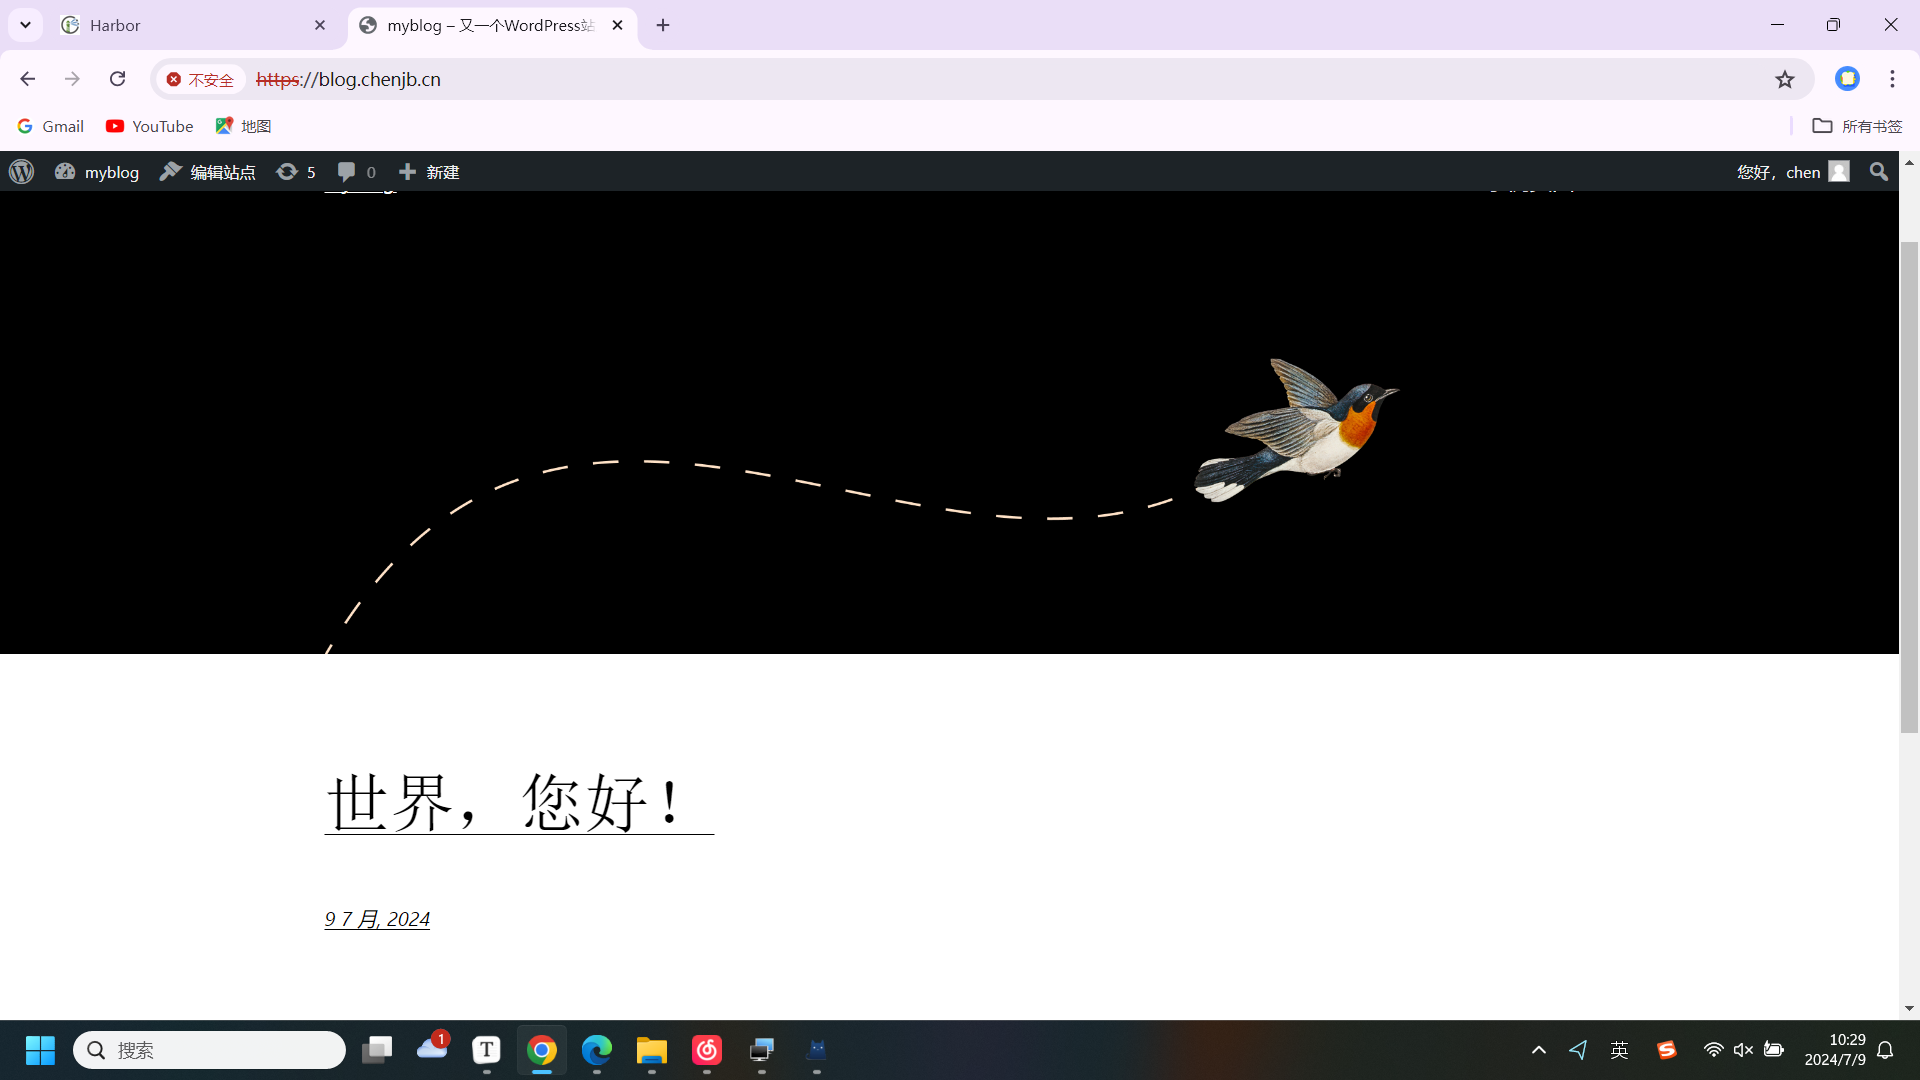 Harbor
myblog – 又一个WordPress站
不安全 https://blog.chenjb.cn
Gmail YouTube 地图 所有书签
myblog 编辑站点 5 0 新建 您好，chen
世界，您好！
9 7 月, 2024
搜索 1 T 英 10:29
2024/7/9